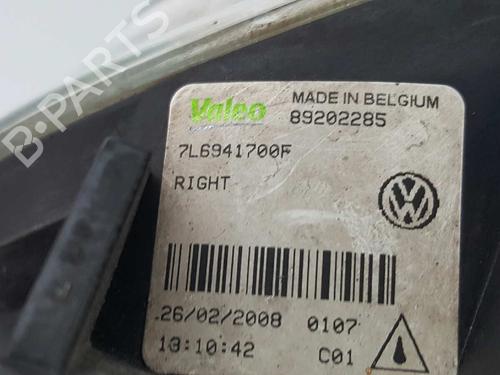 B-PARTS
Valeo MADE IN BELGIUM
89202285
7L6941700F
RIGHT
26/02/2008 0107
13:10:42 C01